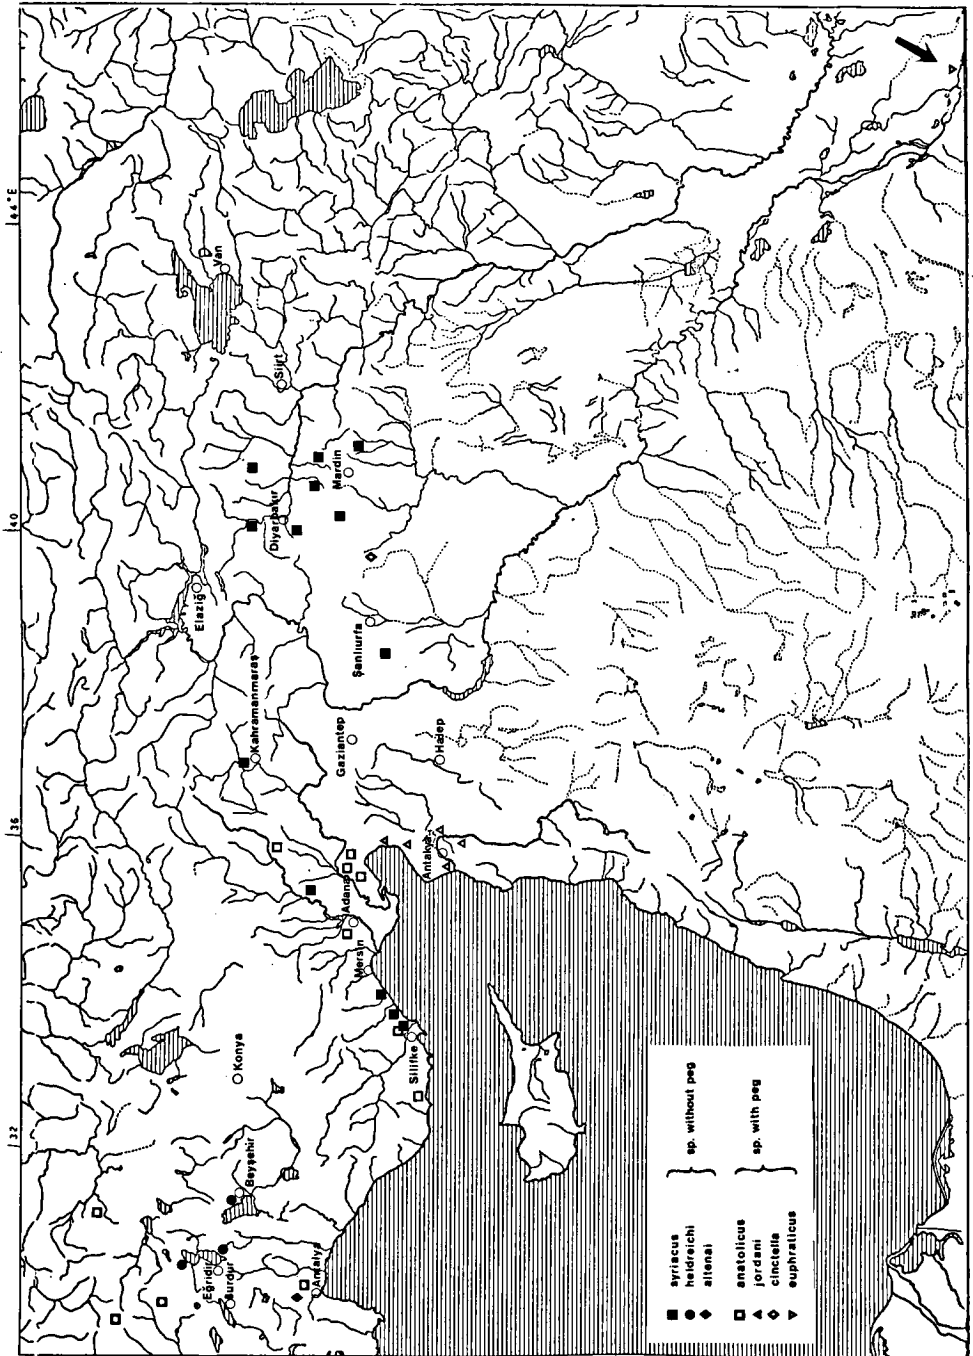 44°E
40
36
32
Van
Siirt
Mardin
Diyarbakır
Elazığ
Şanlıurfa
Kahramanmaraş
Gaziantep
Halep
Antakya
Adana
Mersin
Silifke
Konya
Beyşehir
Eğridir
Burdur
Antalya
syriacus
heldreichi
altenai
sp. without peg
anatolicus
jordani
cinctella
euphraticus
sp. with peg